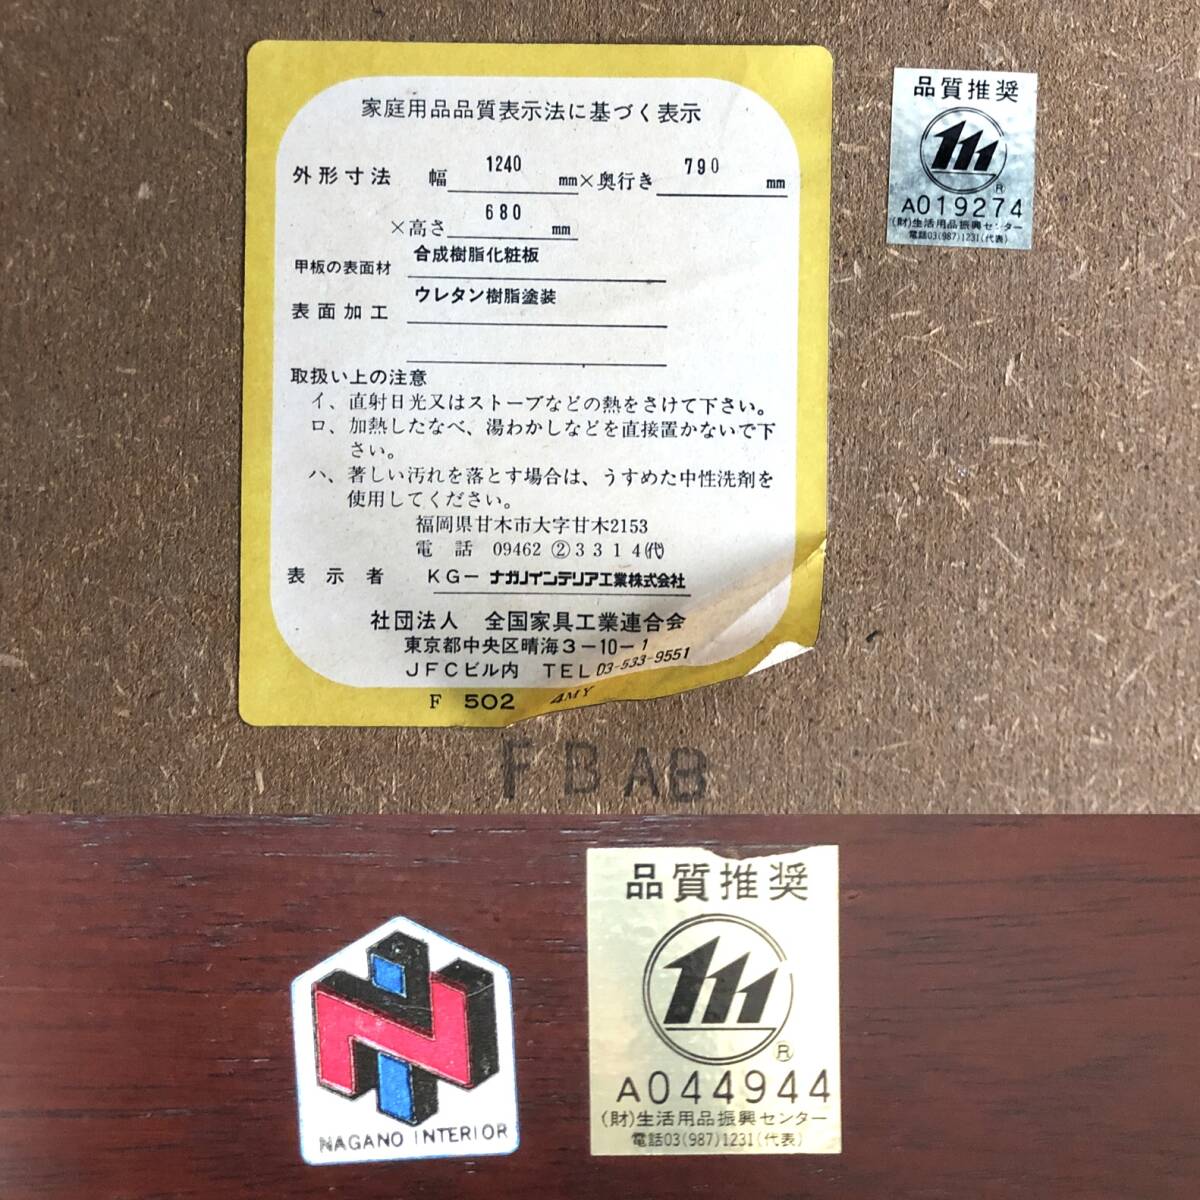 家庭用品品質表示法に基づく表示
外形寸法 幅 1240 mm×奥行き 790 mm
×高さ 680 mm
甲板の表面材 合成樹脂化粧板
表面加工 ウレタン樹脂塗装
取扱い上の注意
イ、直射日光又はストーブなどの熱をさけて下さい。
ロ、加熱したなべ、湯わかしなどを直接置かないで下
さい。
ハ、著しい汚れを落とす場合は、うすめた中性洗剤を
使用してください。
福岡県甘木市大字甘木2153
電話 09462②3314㈹
表示者 KGーナガノインテリア工業株式会社
社団法人 全国家具工業連合会
東京都中央区晴海3-10-1
JFCビル内 TEL 03-533-9551
F 502 4MY
品質推奨
R
A019274
(財)生活用品振興センター
電話03(987)1231(代表)
FBAB
NAGANO INTERIOR
品質推奨
R
A044944
(財)生活用品振興センター
電話03(987)1231(代表)